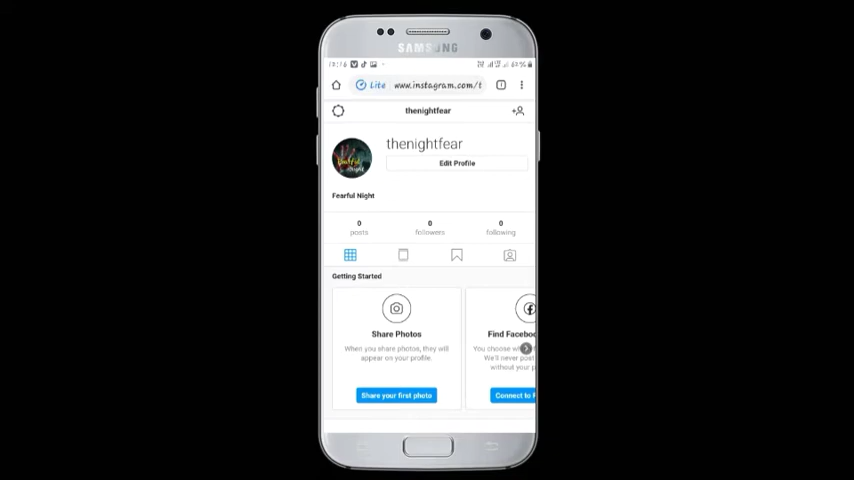 SAMSUNG
Lite www.instagram.com/t
thenightfear
thenightfear
Edit Profile
Fearful Night
0 0 0
posts followers following
Getting Started
Share Photos
When you share photos, they will
appear on your profile.
Share your first photo
Find Faceboo
You choose w
We'll never post
without your p
Connect to F